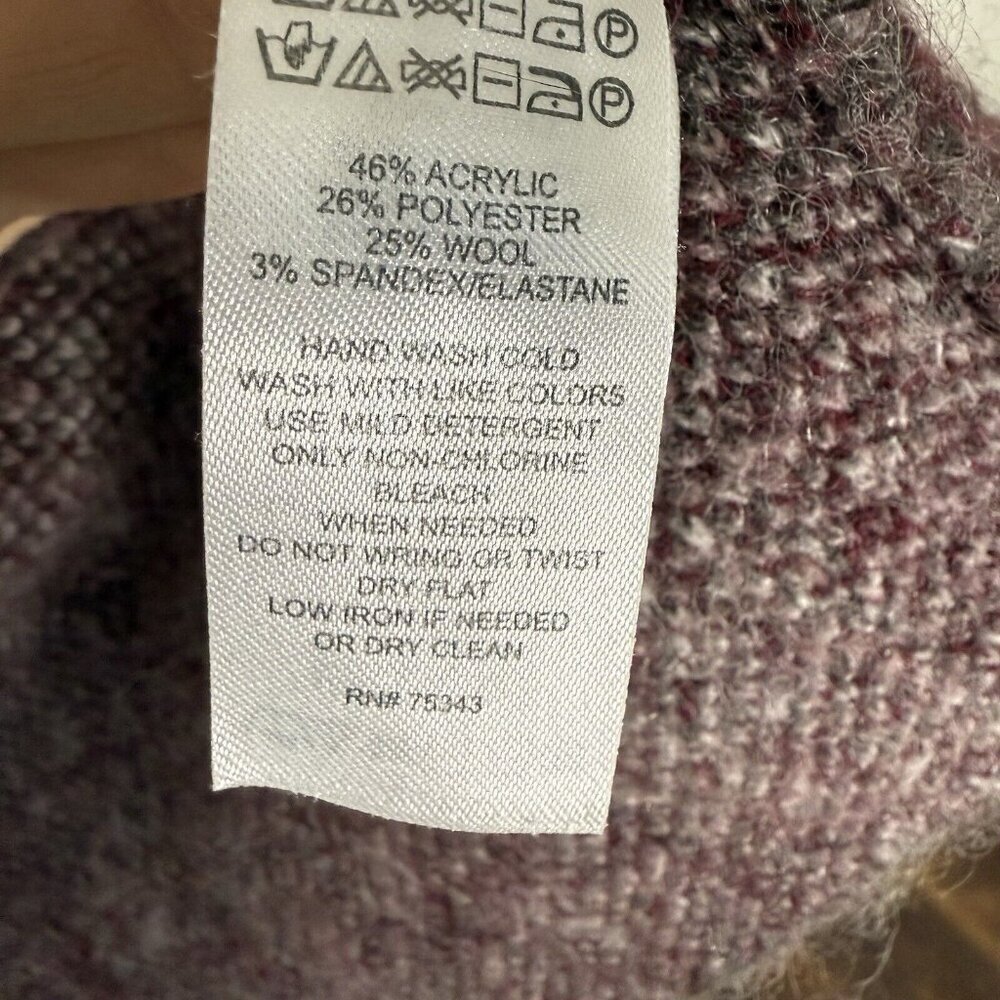 46% ACRYLIC
26% POLYESTER
25% WOOL
3% SPANDEX/ELASTANE
HAND WASH COLD
WASH WITH LIKE COLORS
USE MILD DETERGENT
ONLY NON-CHLORINE
BLEACH
WHEN NEEDED
DO NOT WRING OR TWIST
DRY FLAT
LOW IRON IF NEEDED
OR DRY CLEAN
RN# 75343